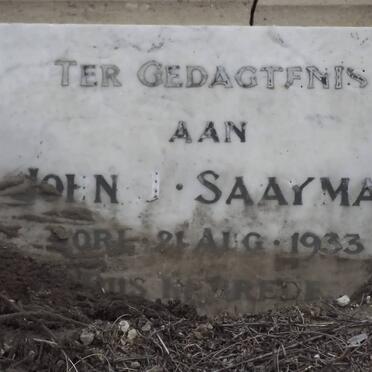 TER GEDAGTENIS
AAN
JOHN J. SAAYMA
21 AUG. 1933